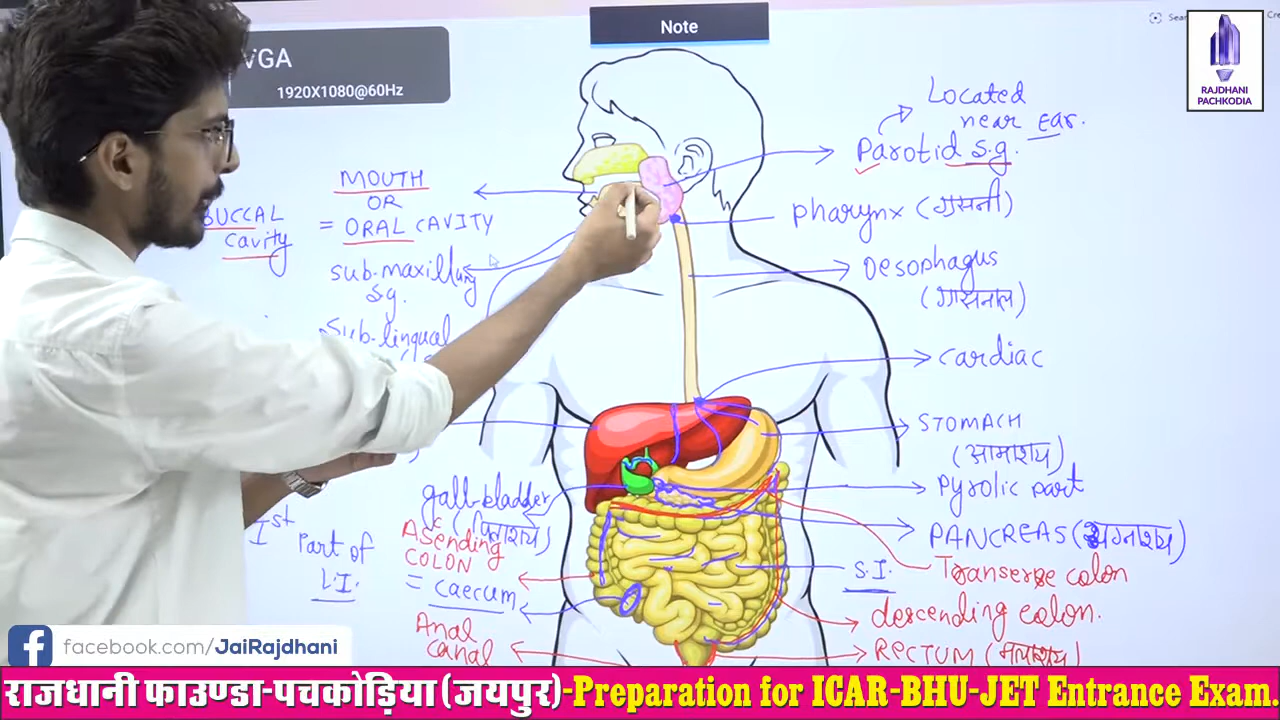 Note
VGA
1920X1080@60Hz
RAJDHANI
PACHKODIA
Located
near Ear.
Parotid S.g.
MOUTH
OR
BUCCAL
cavity
= ORAL CAVITY
pharynx (ग्रसनी)
Oesophagus
(ग्रासनाल)
sub-maxillary
s.g.
Sub-lingual
cardiac
STOMACH
(आमाशय)
Pyrolic part
gall-bladder
(पित्ताशय)
PANCREAS (अग्नाशय)
Ist
Part of
L.I.
Asending
COLON
= caecum
S.I.
Transerse colon
descending colon.
Anal
canal
RECTUM (मलाशय)
facebook.com/JaiRajdhani
राजधानी फाउण्डा-पचकोड़िया (जयपुर)-Preparation for ICAR-BHU-JET Entrance Exam.